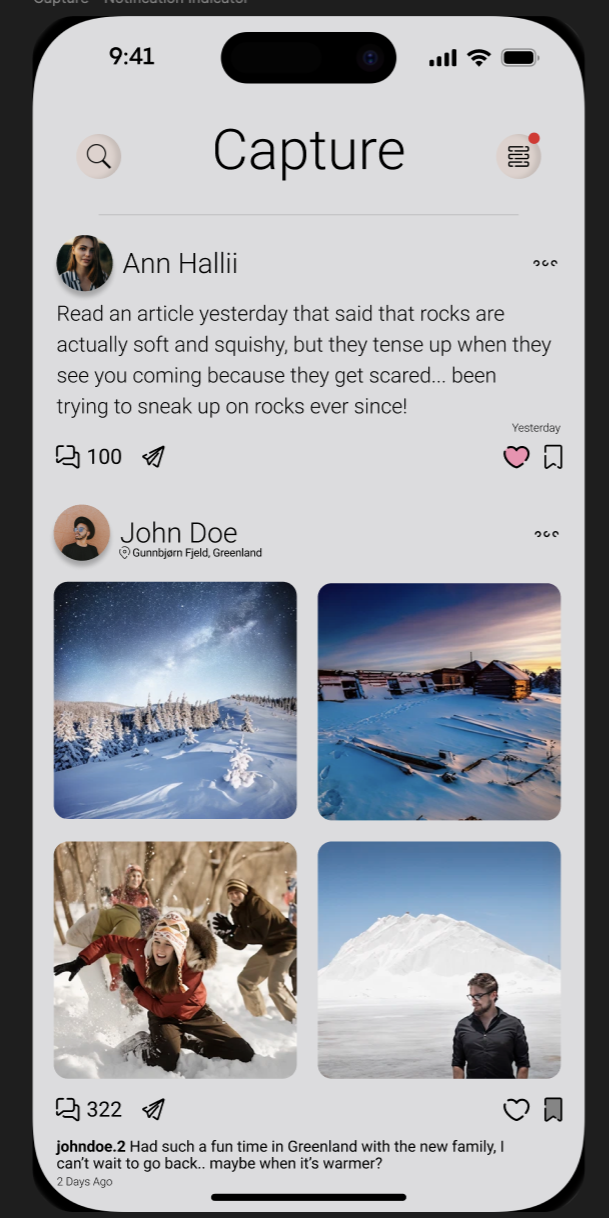 Capture - Notification Indicator
9:41
Capture
Ann Hallii
Read an article yesterday that said that rocks are
actually soft and squishy, but they tense up when they
see you coming because they get scared... been
trying to sneak up on rocks ever since!
Yesterday
100
John Doe
Gunnbjørn Fjeld, Greenland
322
johndoe.2 Had such a fun time in Greenland with the new family, I
can't wait to go back.. maybe when it's warmer?
2 Days Ago